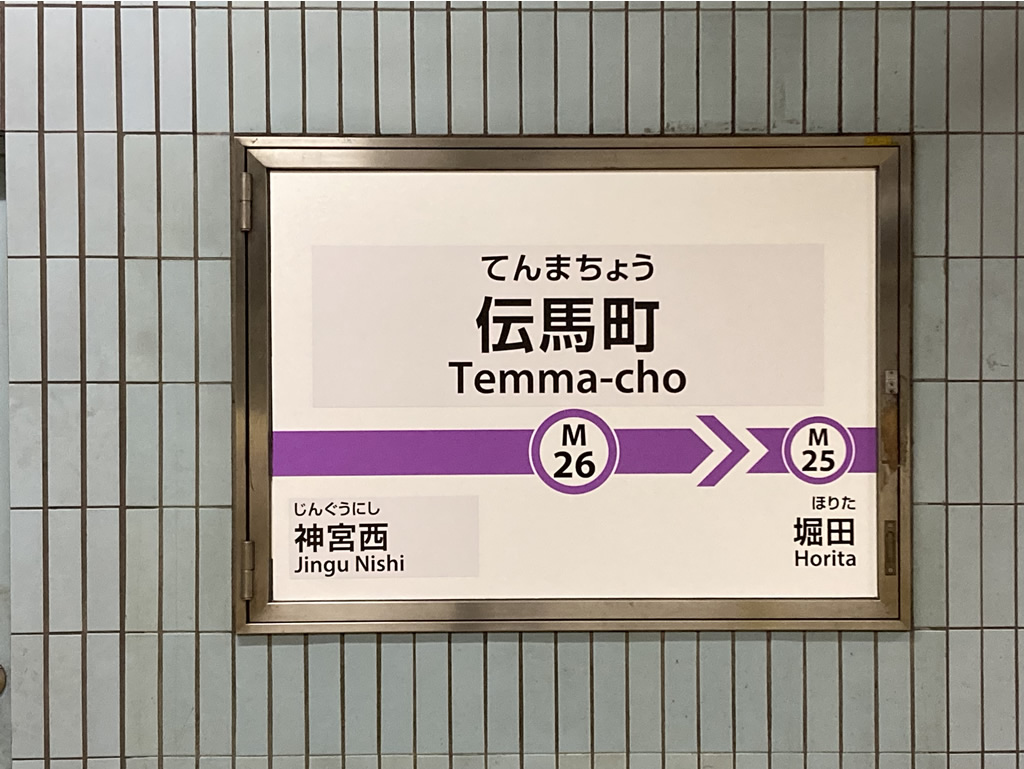 てんまちょう
伝馬町
Temma-cho
M
26
M
25
じんぐうにし
神宮西
Jingu Nishi
ほりた
堀田
Horita